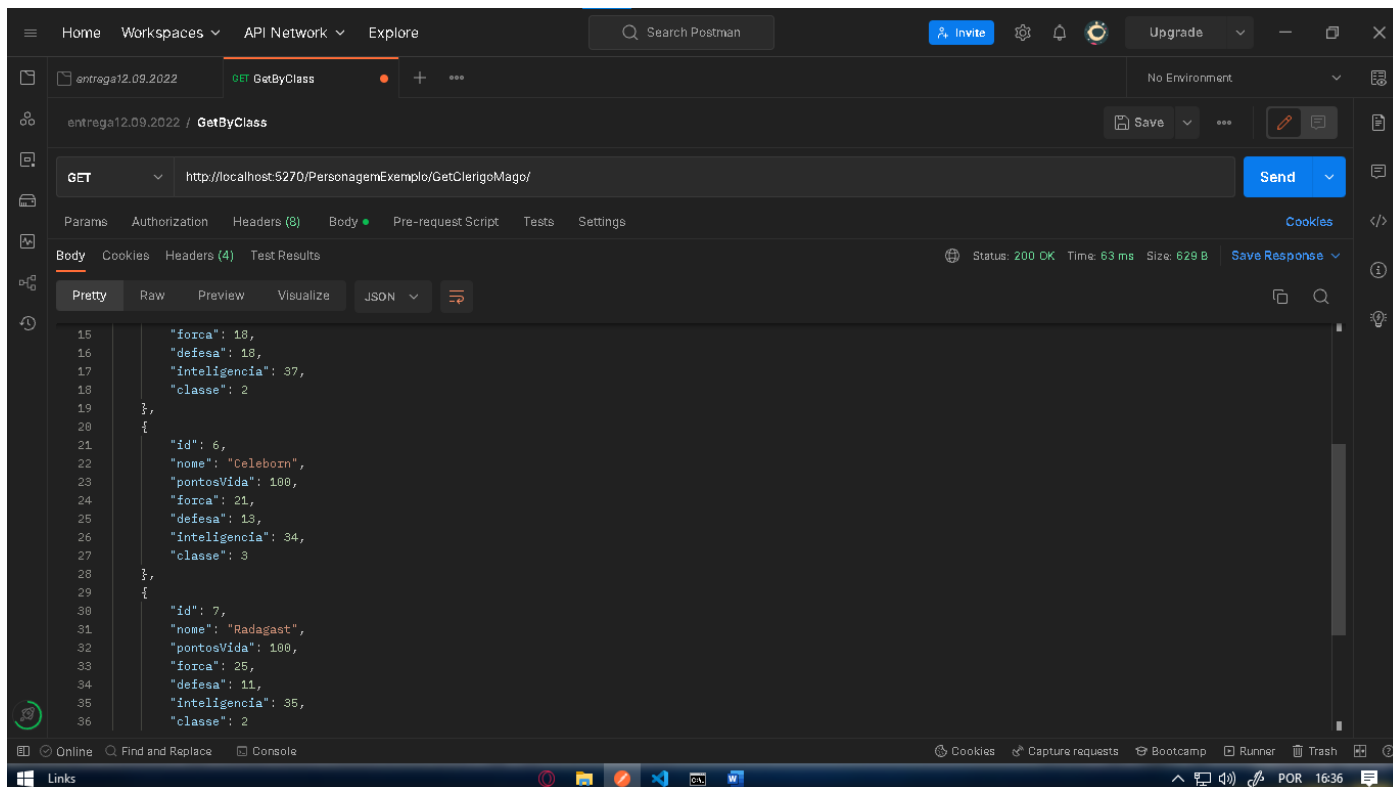 Home Workspaces API Network Explore Search Postman Invite Upgrade
entrega12.09.2022 GET GetByClass No Environment
entrega12.09.2022 / GetByClass Save
GET http://localhost:5270/PersonagemExemplo/GetClerigoMago/ Send
Params Authorization Headers (8) Body Pre-request Script Tests Settings Cookies
Body Cookies Headers (4) Test Results Status: 200 OK Time: 63 ms Size: 629 B Save Response
Pretty Raw Preview Visualize JSON
15 "forca": 18,
16 "defesa": 18,
17 "inteligencia": 37,
18 "classe": 2
19 },
20 {
21 "id": 6,
22 "nome": "Celeborn",
23 "pontosVida": 100,
24 "forca": 21,
25 "defesa": 13,
26 "inteligencia": 34,
27 "classe": 3
28 },
29 {
30 "id": 7,
31 "nome": "Radagast",
32 "pontosVida": 100,
33 "forca": 25,
34 "defesa": 11,
35 "inteligencia": 35,
36 "classe": 2
Online Find and Replace Console Cookies Capture requests Bootcamp Runner Trash
Links POR 16:36